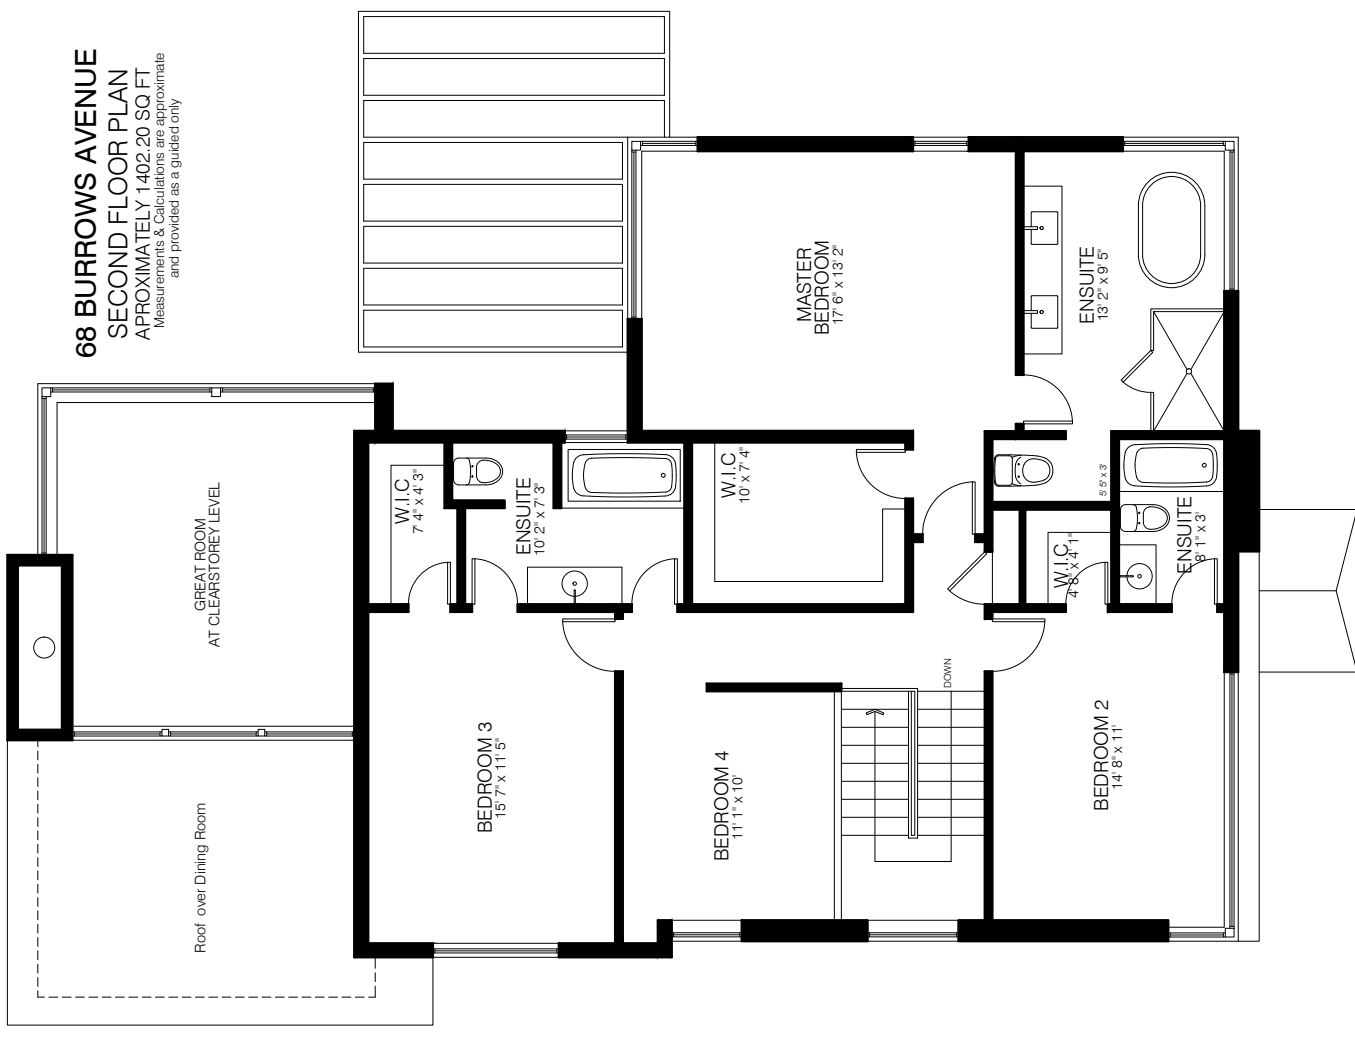 68 BURROWS AVENUE
SECOND FLOOR PLAN
APROXIMATELY 1402.20 SQ FT
Measurements & Calculations are approximate
and provided as a guided only
MASTER
BEDROOM
17' 6" x 13' 2"
ENSUITE
13' 2" x 9' 5"
W.I.C
7' 4" x 4' 3"
ENSUITE
10' 2" x 7' 3"
W.I.C
10' x 7' 4"
5' 5" x 3'
W.I.C
4' 8" x 4' 1"
ENSUITE
8' 1" x 3'
GREAT ROOM
AT CLEARSTOREY LEVEL
DOWN
BEDROOM 3
15' 7" x 11' 5"
BEDROOM 4
11' 1" x 10'
BEDROOM 2
14' 8" x 11'
Roof over Dining Room